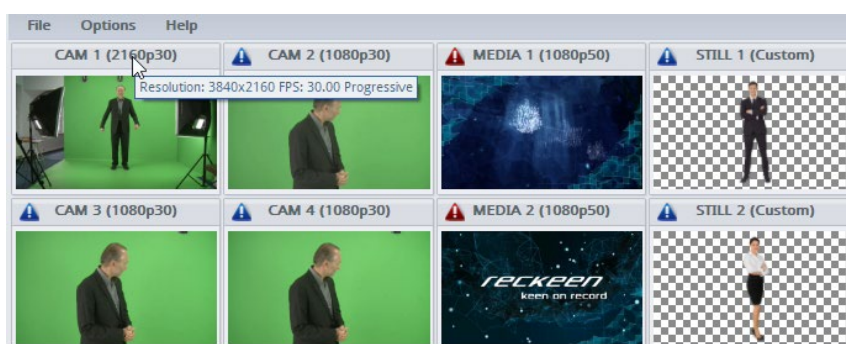 File Options Help
CAM 1 (2160p30) CAM 2 (1080p30) MEDIA 1 (1080p50) STILL 1 (Custom)
Resolution: 3840x2160 FPS: 30.00 Progressive
CAM 3 (1080p30) CAM 4 (1080p30) MEDIA 2 (1080p50) STILL 2 (Custom)
reckeen
keen on record